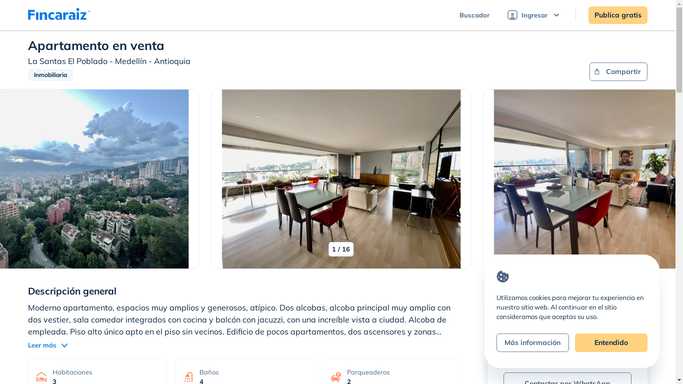 Fincaraiz
Buscador
Ingresar
Publica gratis
Apartamento en venta
La Santas El Poblado - Medellín - Antioquia
Inmobiliaria
Compartir
1 / 16
Descripción general
Moderno apartamento, espacios muy amplios y generosos, atípico. Dos alcobas, alcoba principal muy amplia con
dos vestier, sala comedor integrados con cocina y balcón con jacuzzi, con una increíble vista a ciudad. Alcoba de
empleada. Piso alto único apto en el piso sin vecinos. Edificio de pocos apartamentos, dos ascensores y zonas...
Leer más
Habitaciones
3
Baños
4
Parqueaderos
2
Utilizamos cookies para mejorar tu experiencia en
nuestro sitio web. Al continuar en el sitio
consideramos que aceptas su uso.
Más información
Entendido
Contactar por WhatsApp